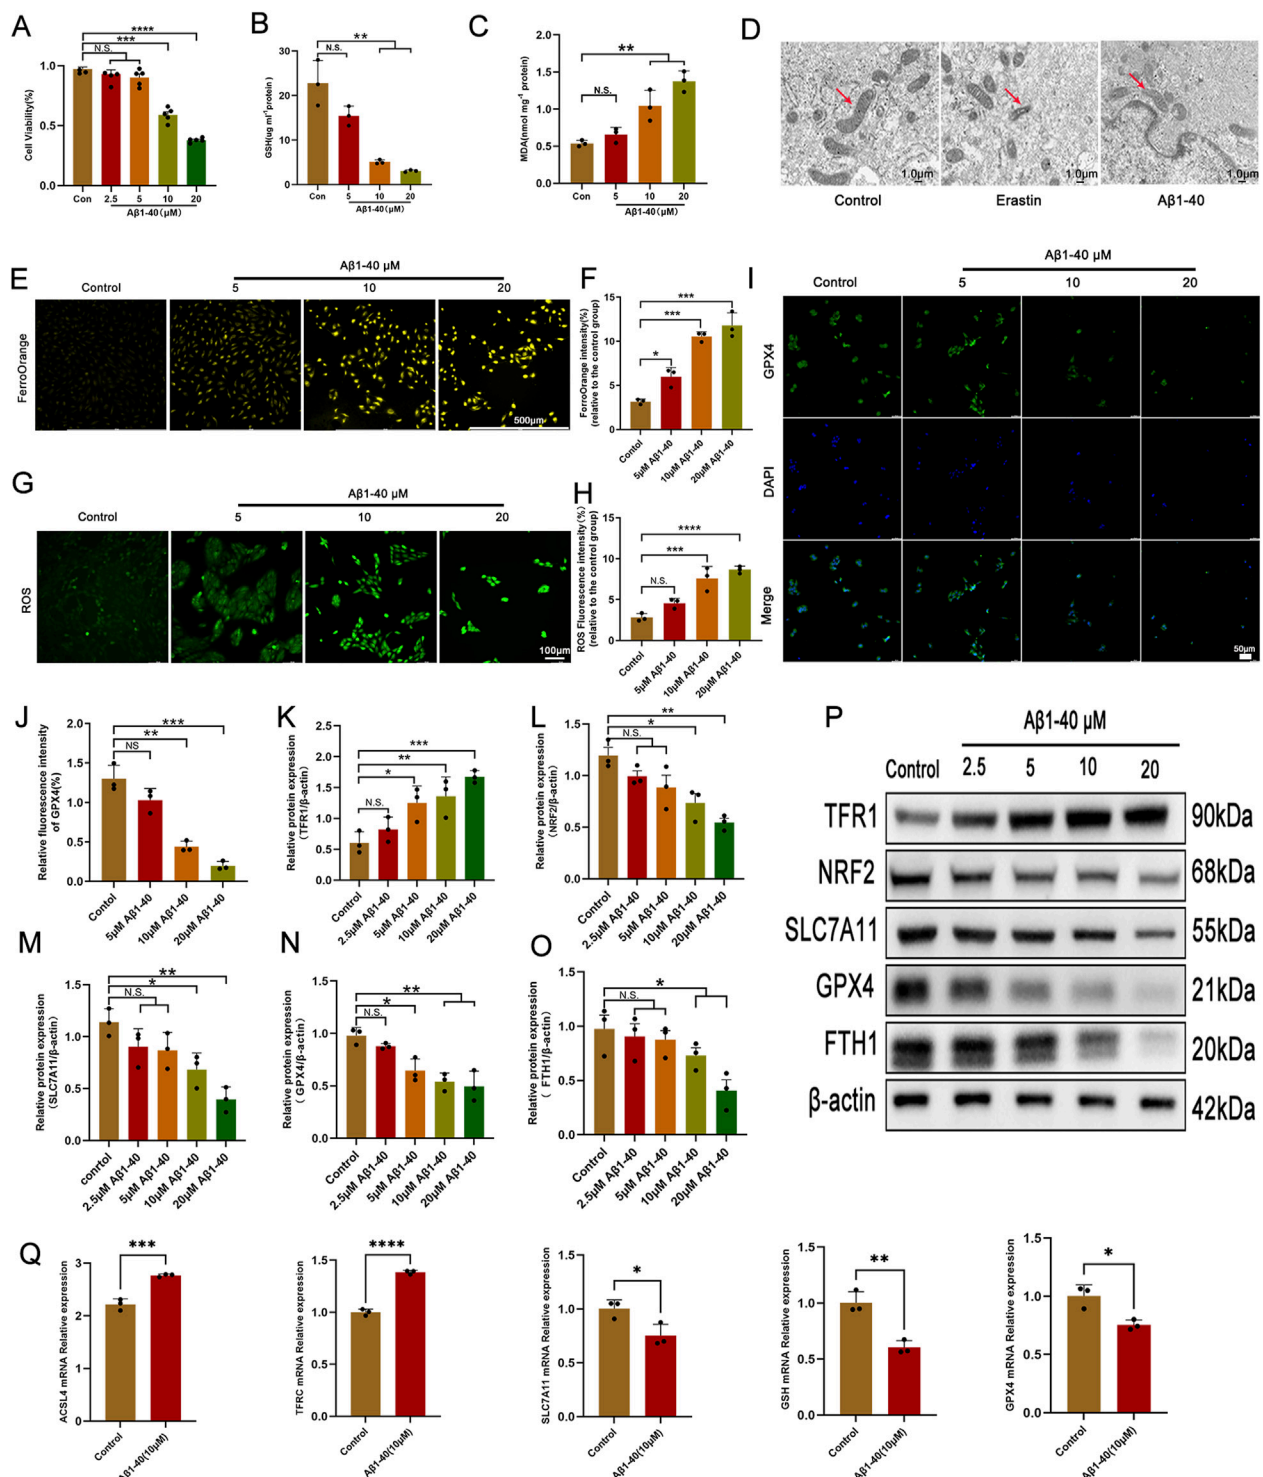 A
****
***
N.S.
Cell Viability(%)
1.0
0.5
0.0
Con 2.5 5 10 20
Aβ1-40(μM)
B
**
N.S.
GSH(ug ml⁻¹protein)
30
20
10
0
Con 5 10 20
Aβ1-40(μM)
C
**
N.S.
MDA(nmol mg⁻¹ protein)
2.0
1.5
1.0
0.5
0.0
Con 5 10 20
Aβ1-40(μM)
D
1.0μm 1.0μm 1.0μm
Control Erastin Aβ1-40
E
Aβ1-40 μM
Control 5 10 20
FerroOrange
500μm
F
***
***
*
ForroOrange intensity(%)
(relative to the control group)
15
10
5
0
Contol
5μM Aβ1-40
10μM Aβ1-40
20μM Aβ1-40
G
Aβ1-40 μM
Control 5 10 20
ROS
100μm
H
****
***
N.S.
ROS Fluorescence intensity(%)
(relative to the control group)
15
10
5
0
Contol
5μM Aβ1-40
10μM Aβ1-40
20μM Aβ1-40
I
Aβ1-40 μM
Control 5 10 20
GPX4
DAPI
Merge
50μm
J
***
**
NS
Relative fluorescence intensity
of GPX4(%)
2.0
1.5
1.0
0.5
0.0
Contol
5μM Aβ1-40
10μM Aβ1-40
20μM Aβ1-40
K
***
**
*
N.S.
Relative protein expression
(TFR1/β-actin)
2.5
2.0
1.5
1.0
0.5
0.0
Control
2.5μM Aβ1-40
5μM Aβ1-40
10μM Aβ1-40
20μM Aβ1-40
L
**
*
N.S.
Relative protein expression
(NRF2/β-actin)
1.5
1.0
0.5
0.0
Control
2.5μM Aβ1-40
5μM Aβ1-40
10μM Aβ1-40
20μM Aβ1-40
M
**
*
N.S.
Relative protein expression
(SLC7A11/β-actin)
1.5
1.0
0.5
0.0
conrtol
2.5μM Aβ1-40
5μM Aβ1-40
10μM Aβ1-40
20μM Aβ1-40
N
**
*
N.S.
Relative protein expression
( GPX4/β-actin)
1.5
1.0
0.5
0.0
Control
2.5μM Aβ1-40
5μM Aβ1-40
10μM Aβ1-40
20μM Aβ1-40
O
*
N.S.
Relative protein expression
( FTH1/β-actin)
1.5
1.0
0.5
0.0
Control
2.5μM Aβ1-40
5μM Aβ1-40
10μM Aβ1-40
20μM Aβ1-40
P
Aβ1-40 μM
Control 2.5 5 10 20
TFR1 90kDa
NRF2 68kDa
SLC7A11 55kDa
GPX4 21kDa
FTH1 20kDa
β-actin 42kDa
Q
***
ACSL4 mRNA Relative expression
3
2
1
0
Control
Aβ1-40(10μM)
****
TFRC mRNA Relative expression
1.5
1.0
0.5
0.0
Control
Aβ1-40(10μM)
*
SLC7A11 mRNA Relative expression
1.5
1.0
0.5
0.0
Control
Aβ1-40(10μM)
**
GSH mRNA Relative expression
1.5
1.0
0.5
0.0
Control
Aβ1-40(10μM)
*
GPX4 mRNA Relative expression
1.5
1.0
0.5
0.0
Control
Aβ1-40(10μM)